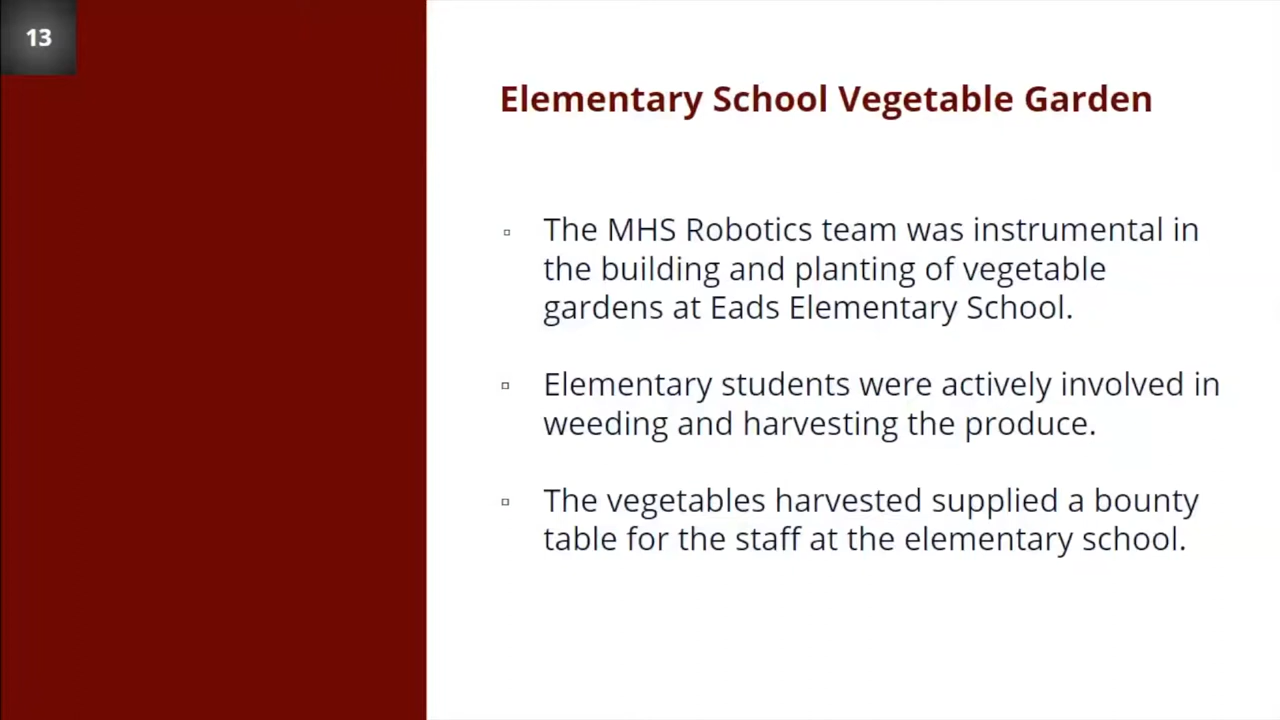 13
Elementary School Vegetable Garden
The MHS Robotics team was instrumental in
the building and planting of vegetable
gardens at Eads Elementary School.
Elementary students were actively involved in
weeding and harvesting the produce.
The vegetables harvested supplied a bounty
table for the staff at the elementary school.